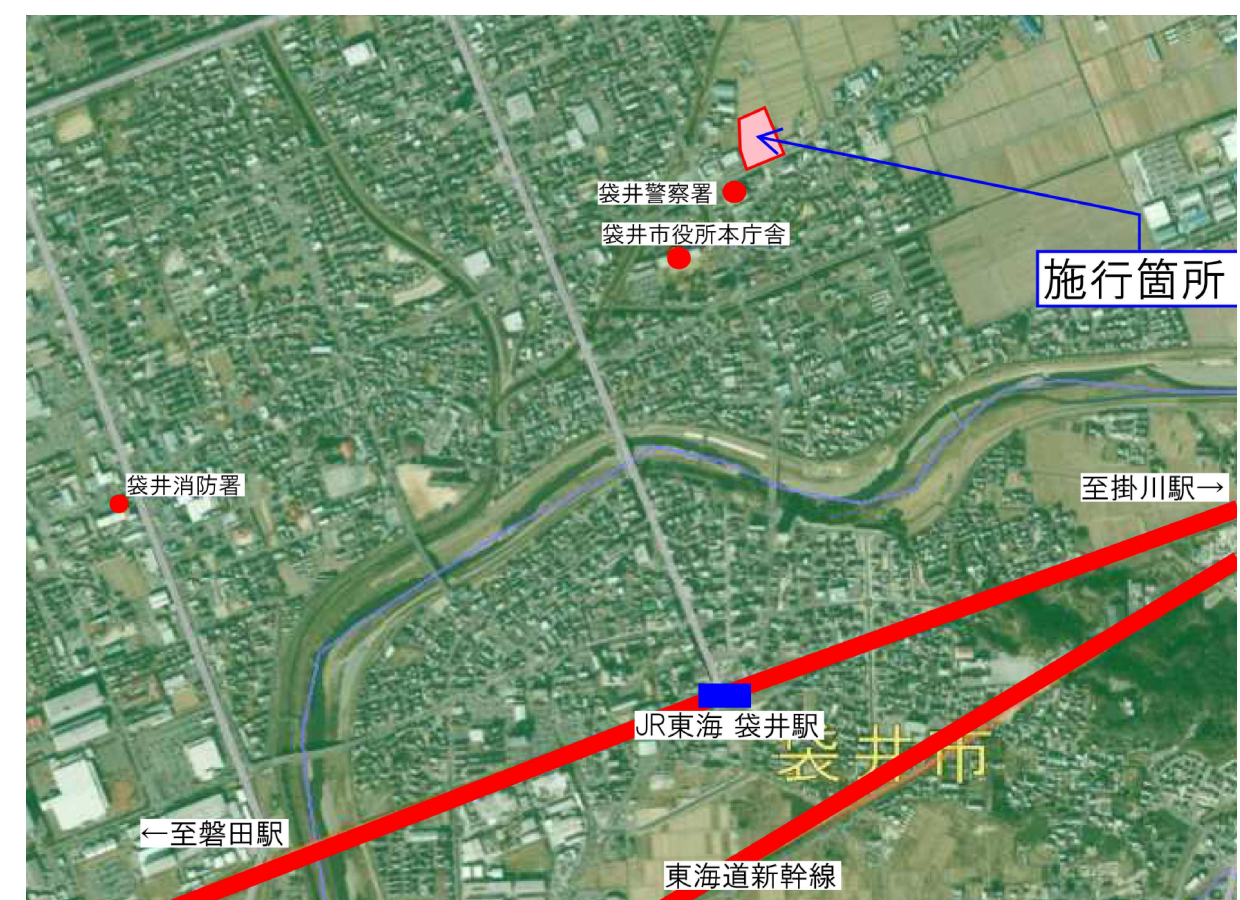 袋井警察署
袋井市役所本庁舎
施行箇所
袋井消防署
至掛川駅→
JR東海 袋井駅
袋井市
←至磐田駅
東海道新幹線